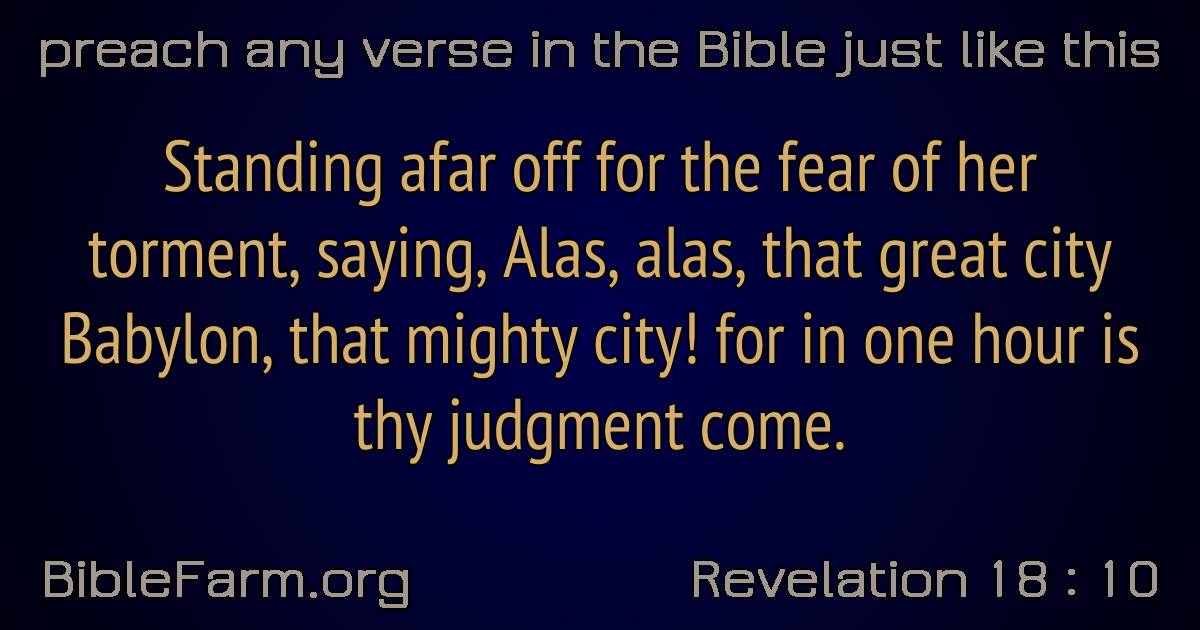 preach any verse in the Bible just like this
Standing afar off for the fear of her
torment, saying, Alas, alas, that great city
Babylon, that mighty city! for in one hour is
thy judgment come.
BibleFarm.org
Revelation 18 : 10